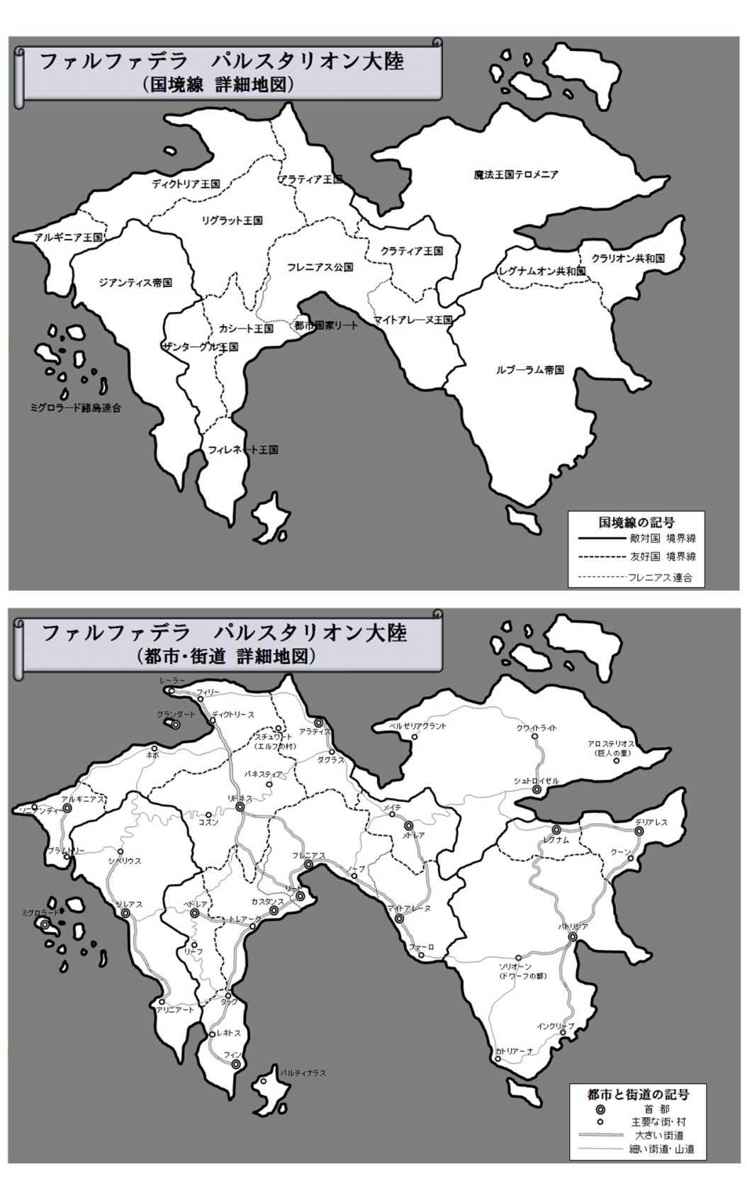 ファルファデラ　パルスタリオン大陸
（国境線 詳細地図）
魔法王国テロメニア
ディクトリア王国
アラティア王国
リグラット王国
アルギニア王国
クラティア王国
クラリオン共和国
フレニアス公国
レグナムオン共和国
ジアンティス帝国
マイトアレーヌ王国
カシート王国
都市国家リート
ザンターグル王国
ルブーラム帝国
ミグロラード諸島連合
フィレネート王国
国境線の記号
敵対国 境界線
友好国 境界線
フレニアス連合
ファルファデラ　パルスタリオン大陸
（都市・街道 詳細地図）
レーラー
フィリー
グランダート
ディクトリース
スチュワート
（エルフの村）
アラティス
ベルゼリアグラント
クワイトライト
アロステリオス
（巨人の里）
ネボ
ダグラス
パネスティア
シュトロイゼル
アルギニアス
リトネス
メイテ
コズン
メトレア
テリアレス
レグナム
ブラムトリー
シベリウス
フレニアス
クーン
ノーブ
ジレアス
ペドレア
カスタンス
リート
マイトアレーヌ
ミグロラード
トレアーク
パトリシア
リーフ
ファーロ
ソリオーン
（ドワーフの都）
アリニアート
ターク
レキトス
インクリーブ
フィン
カトリアーナ
パルティナラス
都市と街道の記号
首 都
主要な街・村
大きい街道
細い街道・山道